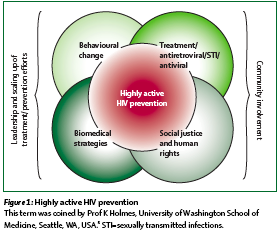 Leadership and scaling up of
treatment/prevention efforts
Behavioural
change
Treatment/
antiretroviral/STI/
antiviral
Highly active
HIV prevention
Biomedical
strategies
Social justice
and human
rights
Community involvement
Figure 1: Highly active HIV prevention
This term was coined by Prof K Holmes, University of Washington School of
Medicine, Seattle, WA, USA.⁸ STI=sexually transmitted infections.